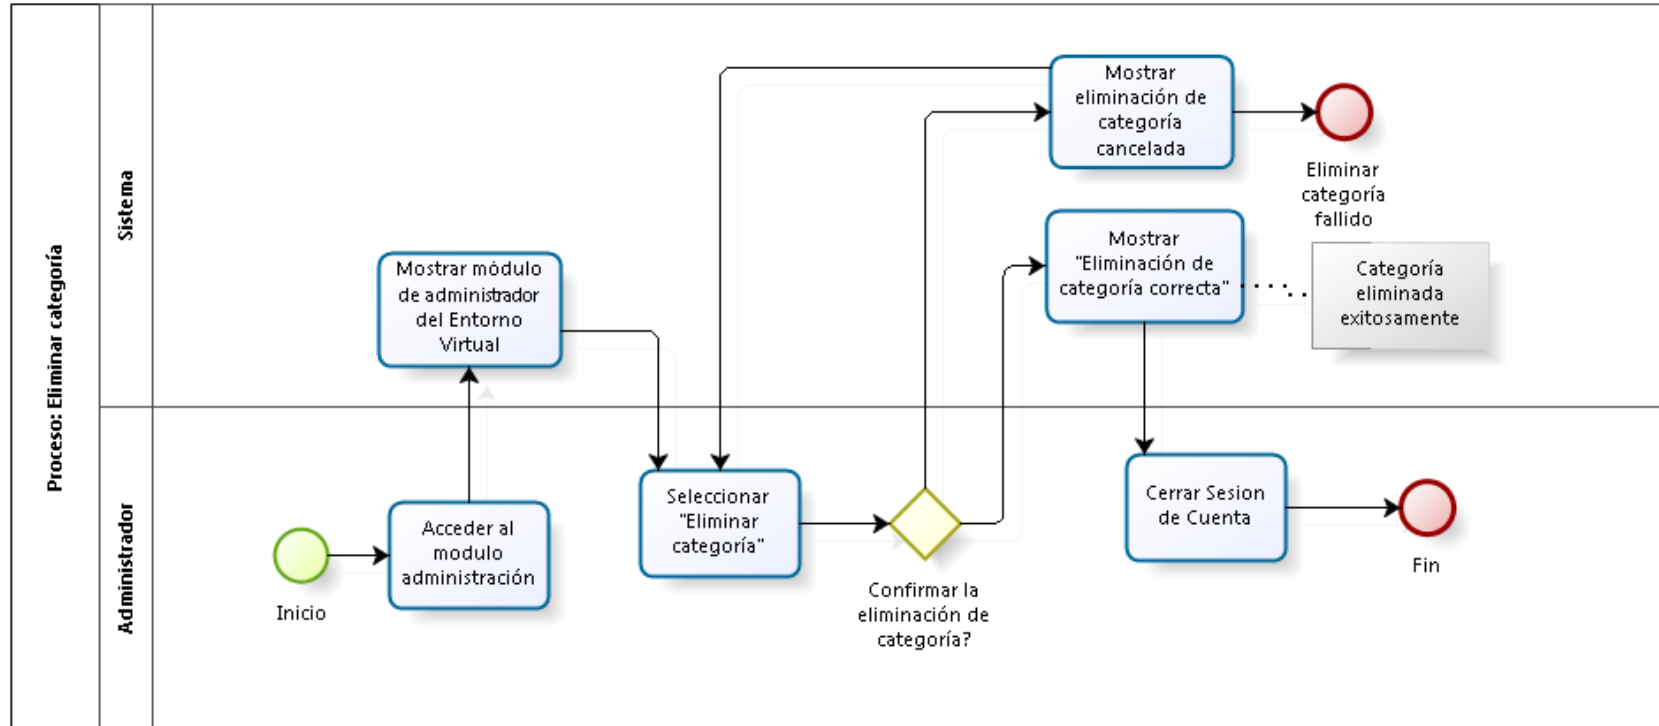 Proceso: Eliminar categoría
Sistema
Mostrar
eliminación de
categoría
cancelada
Eliminar
categoría
fallido
Mostrar
"Eliminación de
categoría correcta"
Categoría
eliminada
exitosamente
Mostrar módulo
de administrador
del Entorno
Virtual
Administrador
Inicio
Acceder al
modulo
administración
Seleccionar
"Eliminar
categoría"
Confirmar la
eliminación de
categoría?
Cerrar Sesion
de Cuenta
Fin